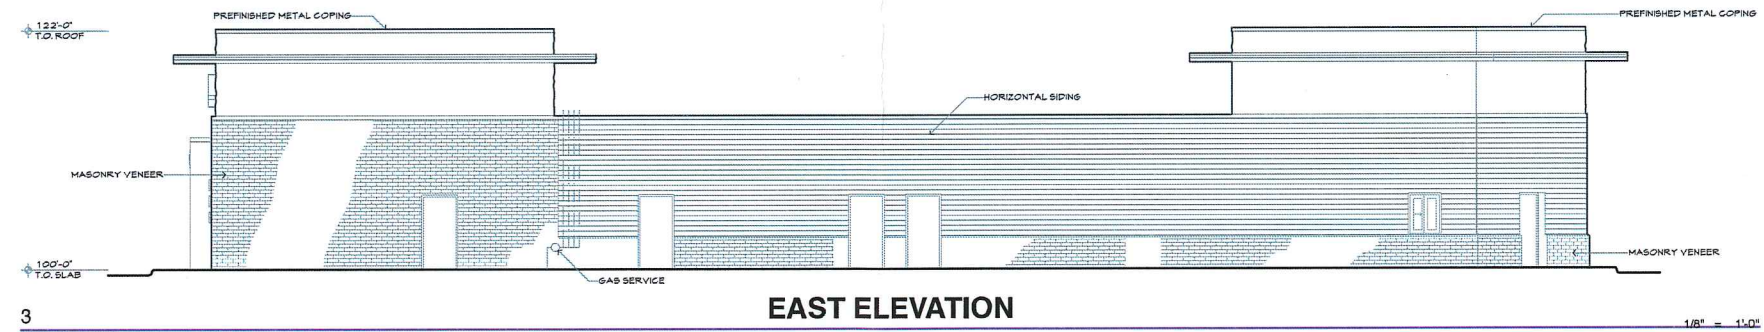 PREFINISHED METAL COPING
PREFINISHED METAL COPING
122'-0"
T.O. ROOF
HORIZONTAL SIDING
MASONRY VENEER
MASONRY VENEER
100'-0"
T.O. SLAB
GAS SERVICE
EAST ELEVATION
3
1/8" = 1'-0"